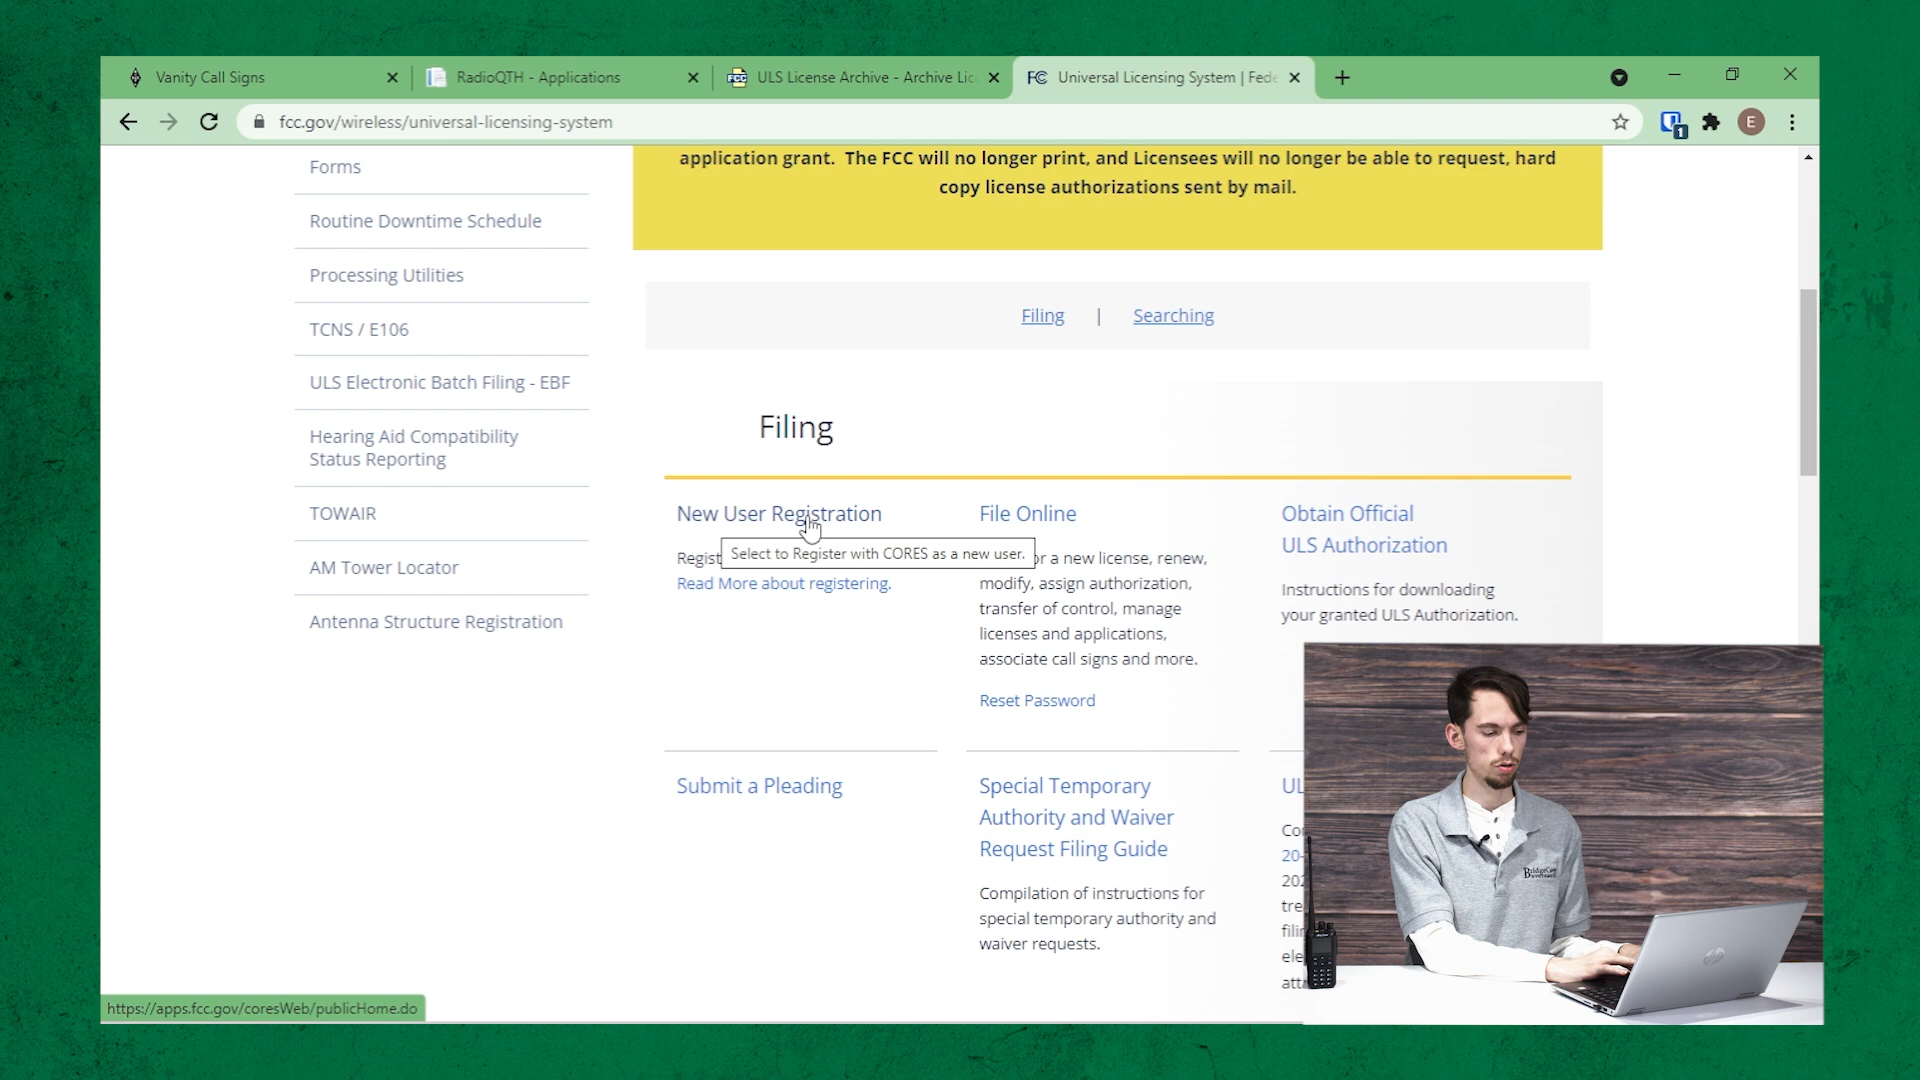 Vanity Call Signs
RadioQTH - Applications
FCC
ULS License Archive - Archive Lic
FC
Universal Licensing System | Fede
fcc.gov/wireless/universal-licensing-system
1
E
Forms
Routine Downtime Schedule
Processing Utilities
TCNS / E106
ULS Electronic Batch Filing - EBF
Hearing Aid Compatibility
Status Reporting
TOWAIR
AM Tower Locator
Antenna Structure Registration
application grant. The FCC will no longer print, and Licensees will no longer be able to request, hard
copy license authorizations sent by mail.
Filing | Searching
Filing
New User Registration
Regist
Select to Register with CORES as a new user.
Read More about registering.
File Online
or a new license, renew,
modify, assign authorization,
transfer of control, manage
licenses and applications,
associate call signs and more.
Reset Password
Obtain Official
ULS Authorization
Instructions for downloading
your granted ULS Authorization.
Submit a Pleading
Special Temporary
Authority and Waiver
Request Filing Guide
Compilation of instructions for
special temporary authority and
waiver requests.
UL
Co
20-
202
tre
filin
ele
att
hp
https://apps.fcc.gov/coresWeb/publicHome.do